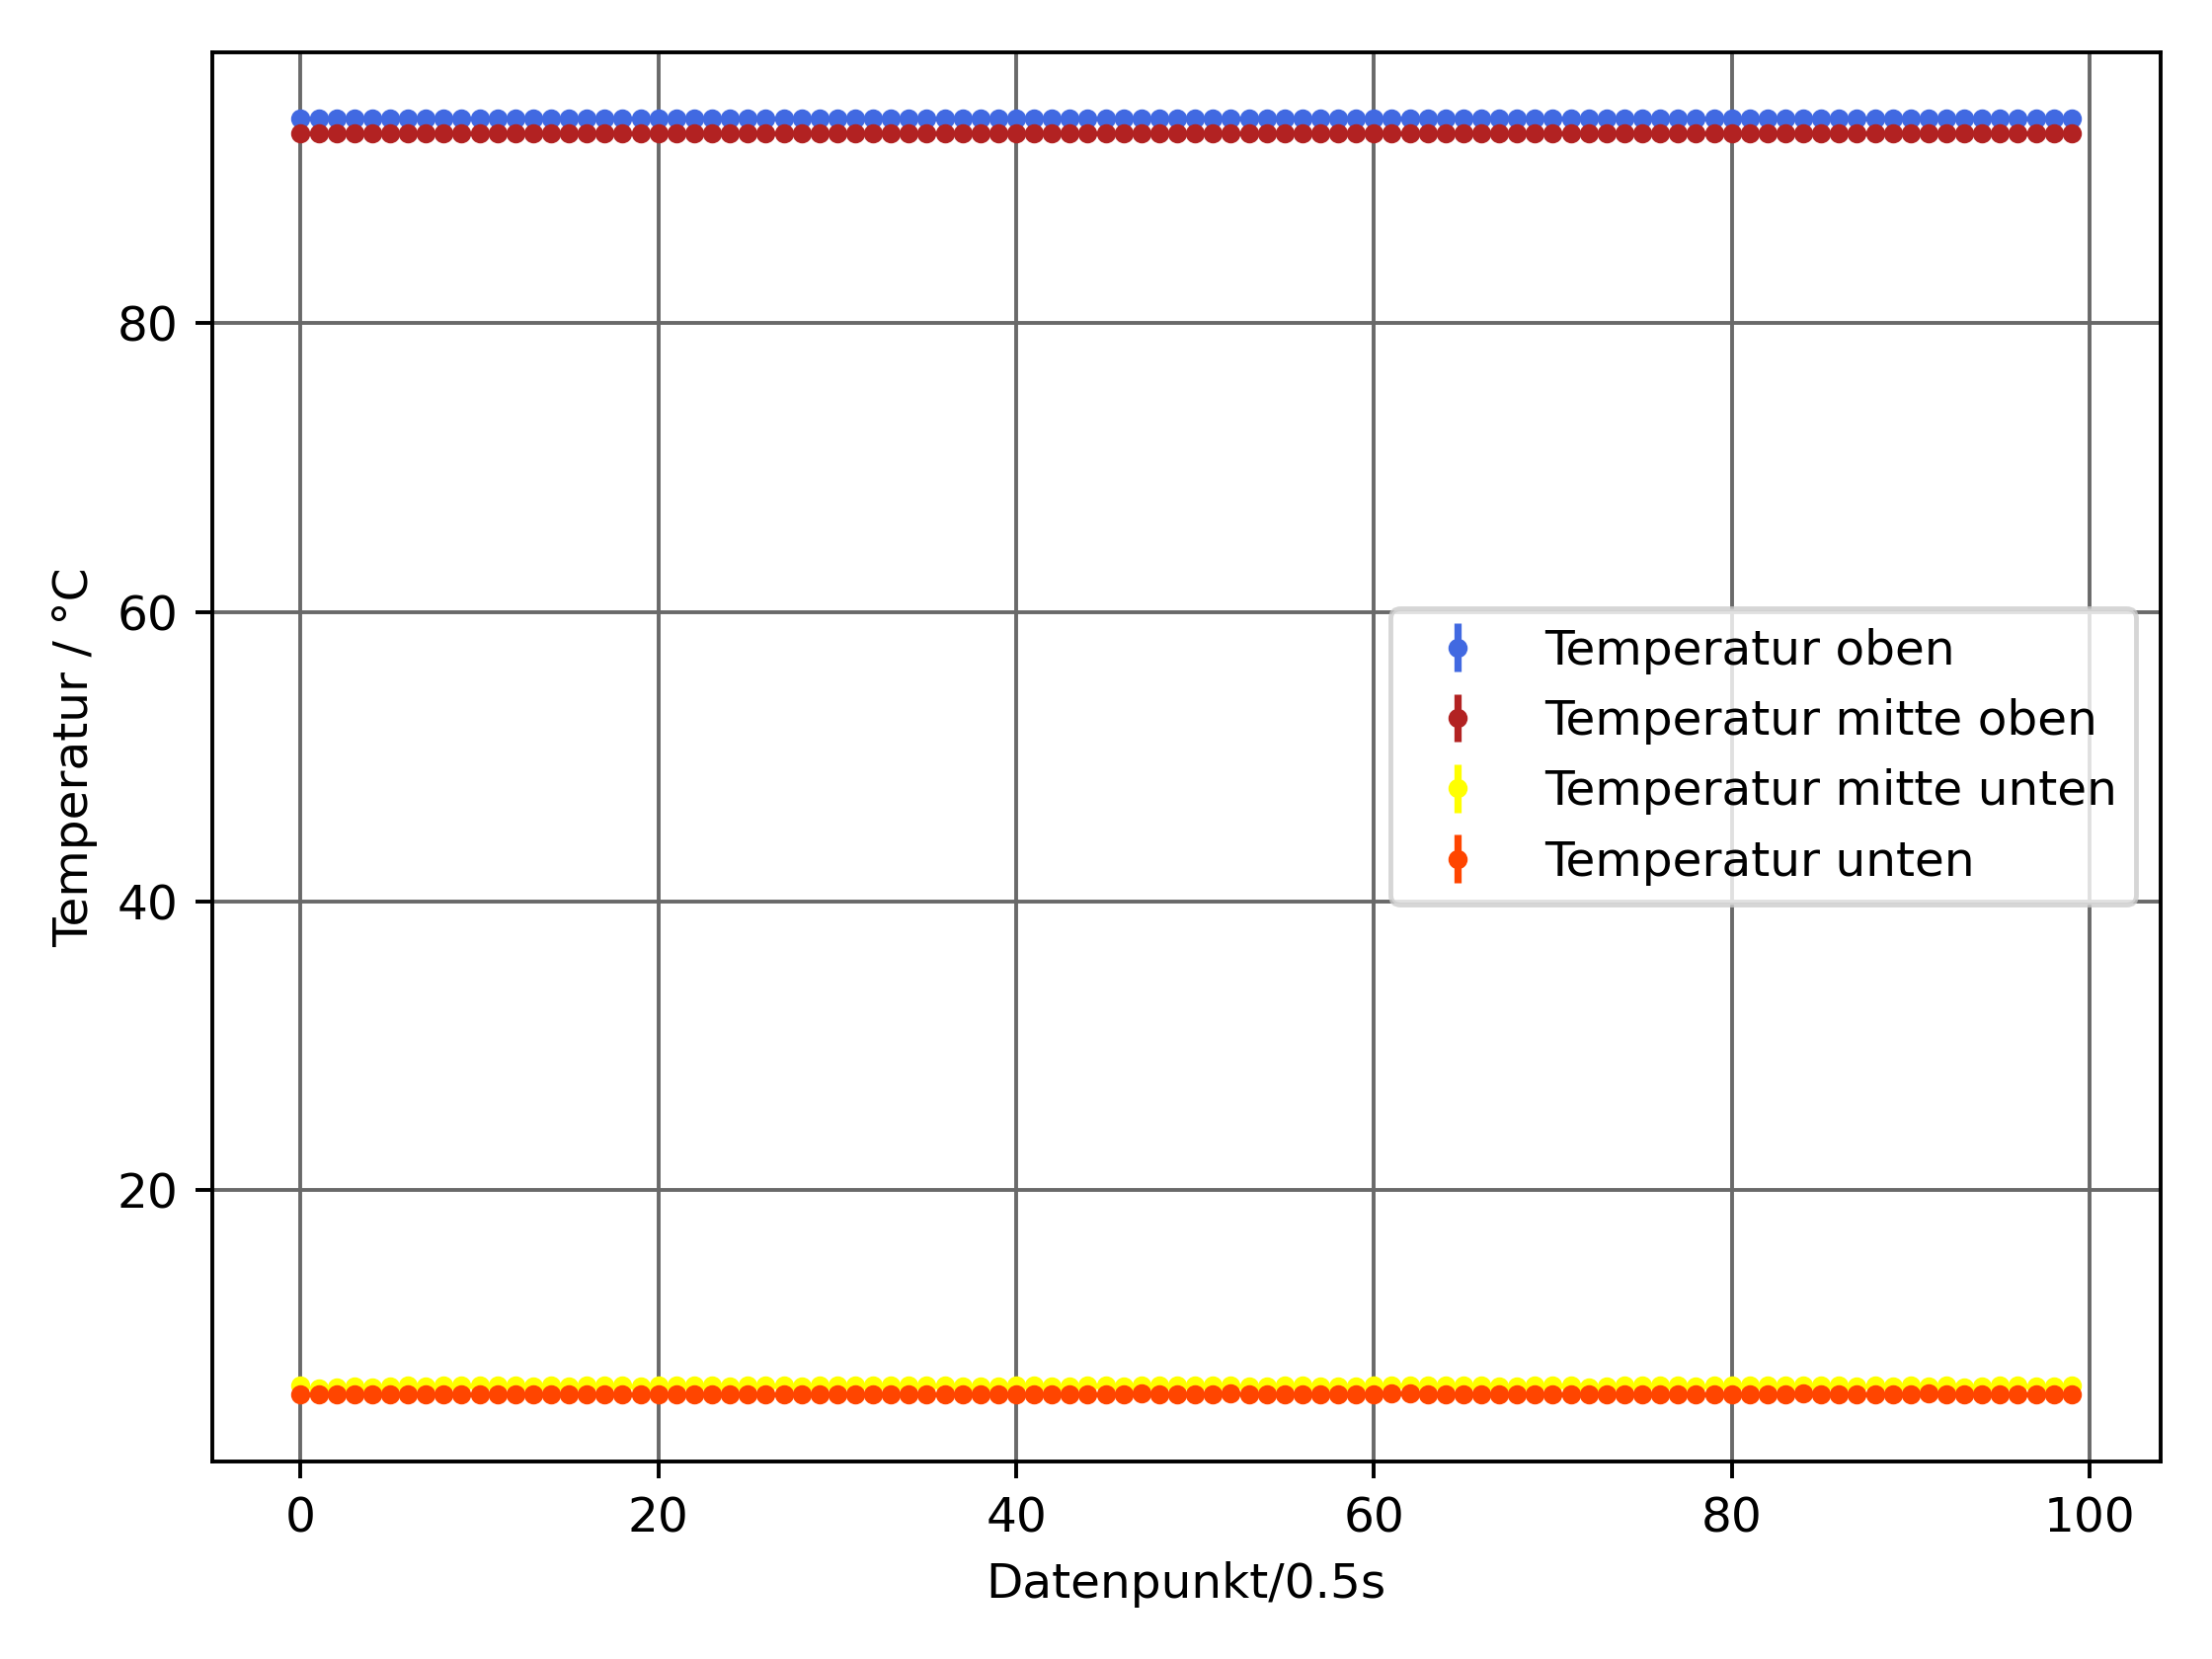 80
60
40
20
Temperatur / °C
Temperatur oben
Temperatur mitte oben
Temperatur mitte unten
Temperatur unten
0 20 40 60 80 100
Datenpunkt/0.5s